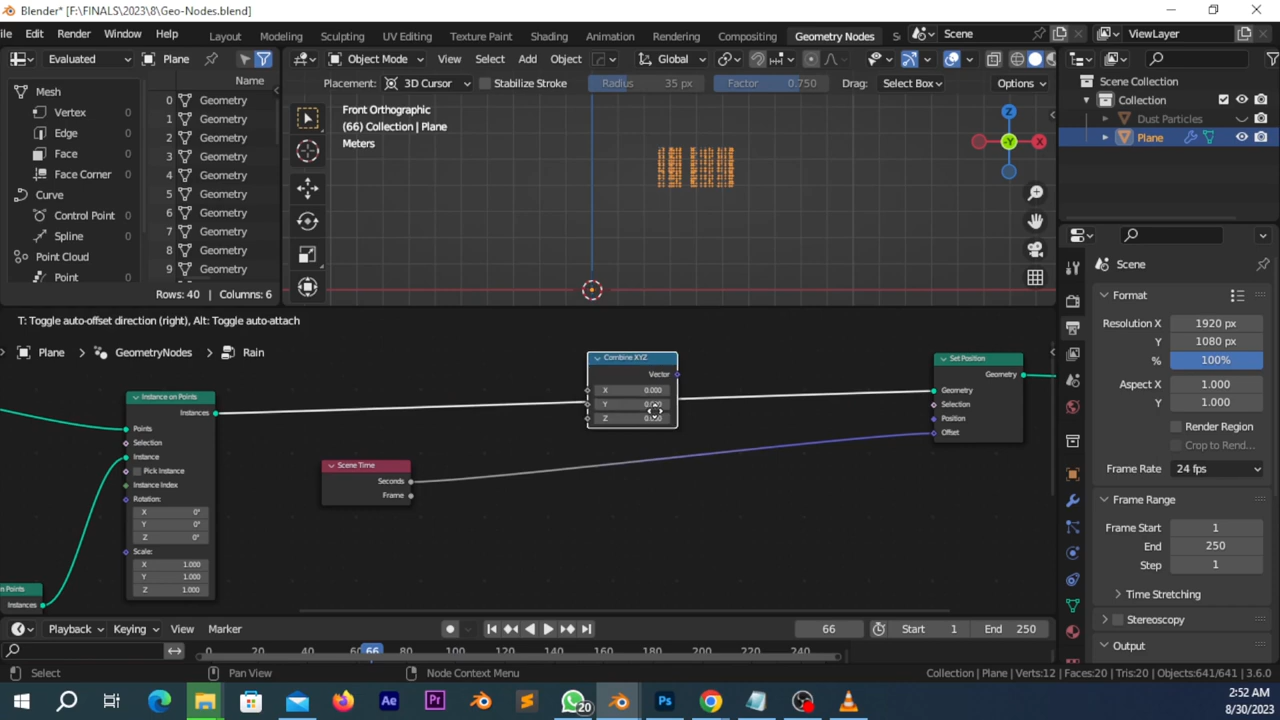 Blender* [F:\FINALS\2023\8\Geo-Nodes.blend]
ile Edit Render Window Help Layout Modeling Sculpting UV Editing Texture Paint Shading Animation Rendering Compositing Geometry Nodes S Scene ViewLayer
Evaluated Plane
Object Mode View Select Add Object Global
Placement: 3D Cursor Stabilize Stroke Radius 35 px Factor 0.750 Drag: Select Box Options
Name
Mesh
Vertex 0
Edge 0
Face 0
Face Corner 0
Curve
Control Point 0
Spline 0
Point Cloud
Point 0
0 Geometry
1 Geometry
2 Geometry
3 Geometry
4 Geometry
5 Geometry
6 Geometry
7 Geometry
8 Geometry
9 Geometry
Rows: 40 | Columns: 6
Front Orthographic
(66) Collection | Plane
Meters
Z
X
-Y
Scene Collection
Collection
Dust Particles
Plane
T: Toggle auto-offset direction (right), Alt: Toggle auto-attach
Plane GeometryNodes Rain
Instance on Points
Instances
Points
Selection
Instance
Pick Instance
Instance Index
Rotation:
X 0°
Y 0°
Z 0°
Scale:
X 1.000
Y 1.000
Z 1.000
n Points
Instances
Scene Time
Seconds
Frame
Combine XYZ
Vector
X 0.000
Y
Z
Set Position
Geometry
Geometry
Selection
Position
Offset
Scene
Format
Resolution X 1920 px
Y 1080 px
% 100%
Aspect X 1.000
Y 1.000
Render Region
Crop to Rend...
Frame Rate 24 fps
Frame Range
Frame Start 1
End 250
Step 1
Time Stretching
Stereoscopy
Output
Playback Keying View Marker 66 Start 1 End 250
0 20 40 60 66 80 100 120 140 160 180 200 220 240
Select Pan View Node Context Menu Collection | Plane | Verts:12 | Faces:20 | Tris:20 | Objects:641/641 | 3.6.0
Ae Pr 20 Ps
2:52 AM
8/30/2023